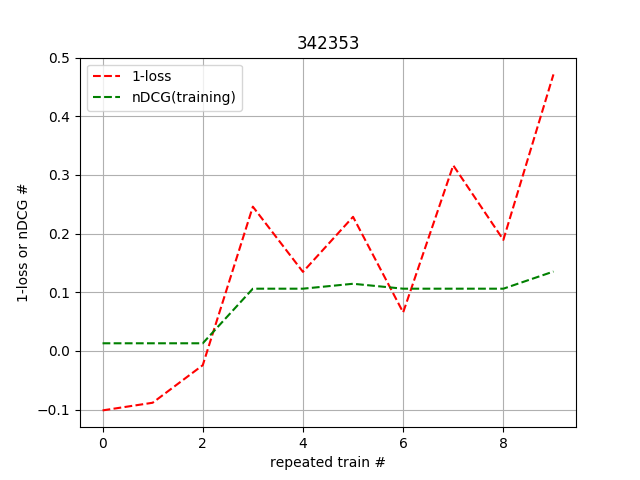 342353
1-loss
nDCG(training)
0.5
0.4
0.3
0.2
0.1
0.0
−0.1
1-loss or nDCG #
0 2 4 6 8
repeated train #